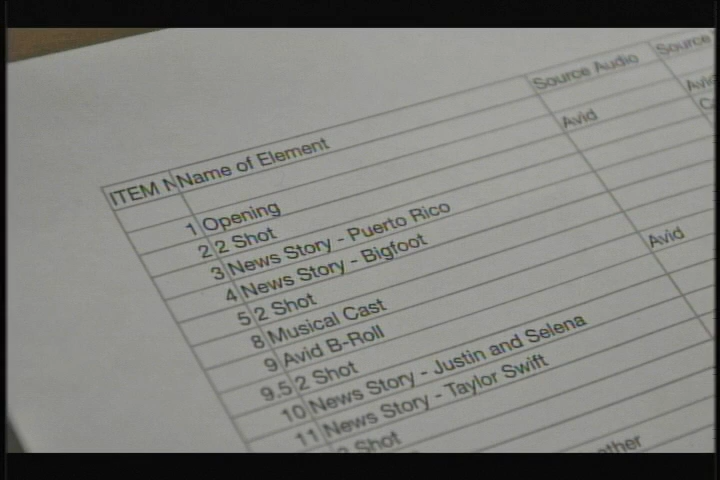 ITEM N Name of Element Source Audio Source
1 Opening Avid
2 2 Shot
3 News Story - Puerto Rico
4 News Story - Bigfoot
5 2 Shot
8 Musical Cast Avid
9 Avid B-Roll
9.5 2 Shot
10 News Story - Justin and Selena
11 News Story - Taylor Swift
2 Shot